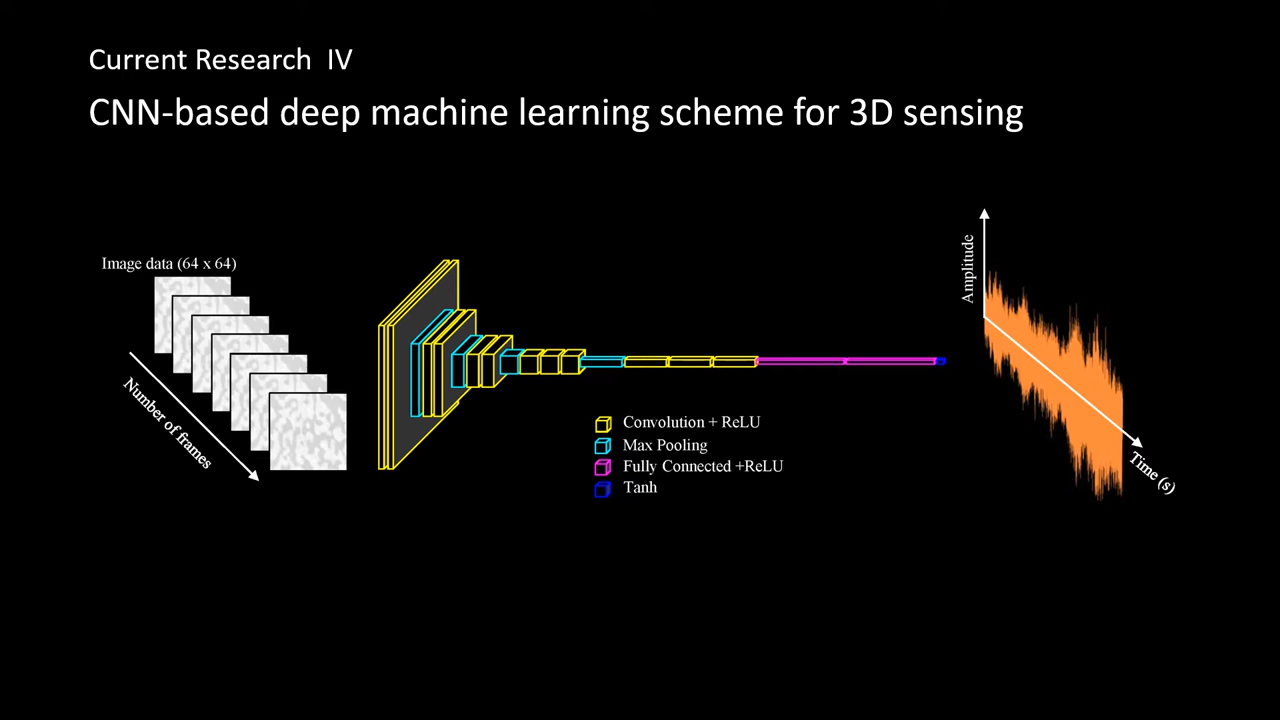 Current Research IV
CNN-based deep machine learning scheme for 3D sensing
Image data (64 x 64)
Number of frames
Convolution + ReLU
Max Pooling
Fully Connected +ReLU
Tanh
Amplitude
Time (s)